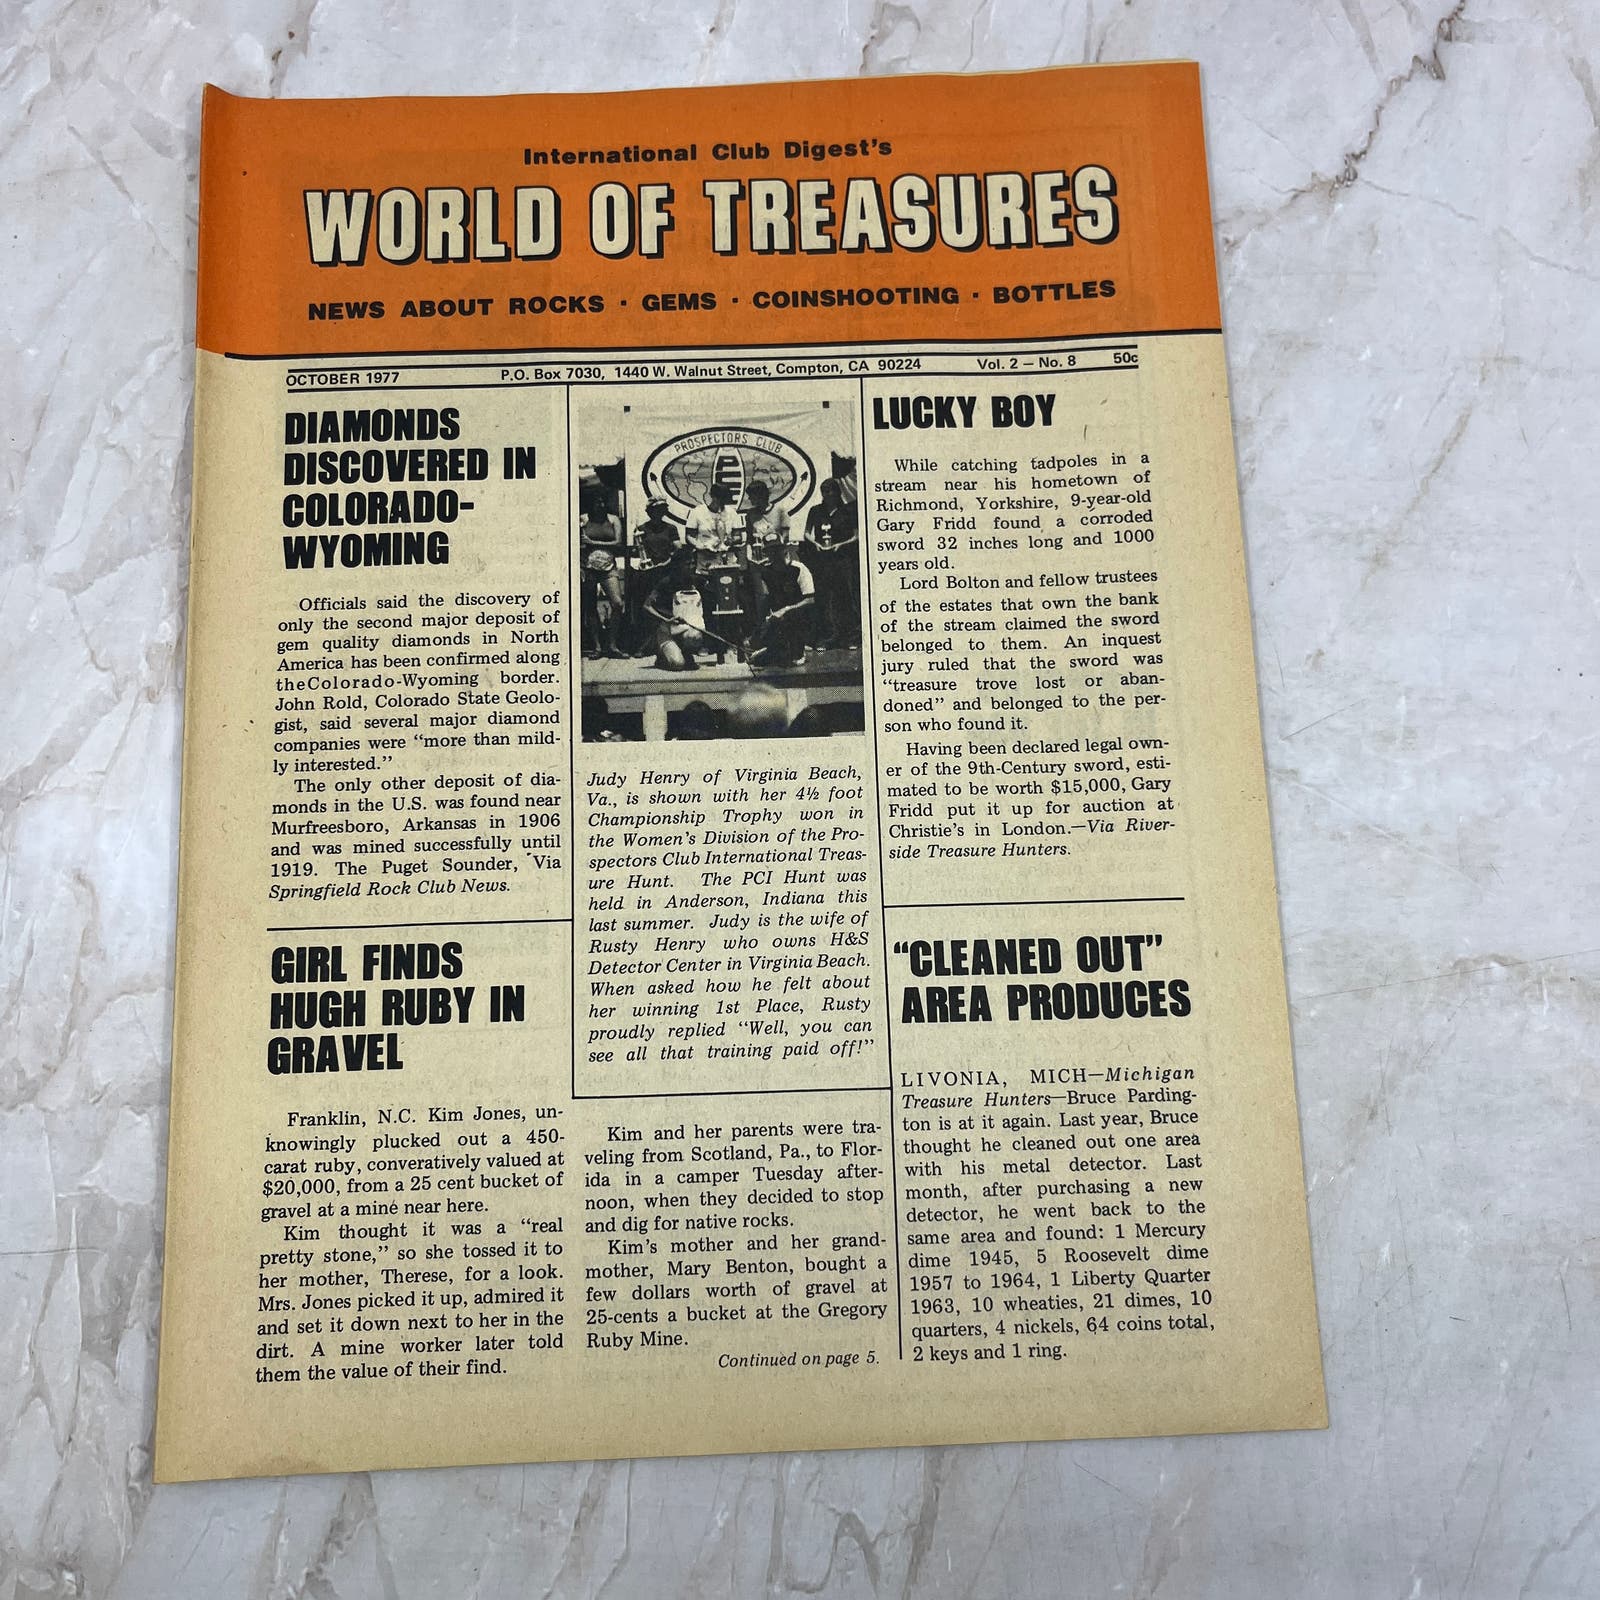 International Club Digest's
WORLD OF TREASURES
NEWS ABOUT ROCKS · GEMS · COINSHOOTING · BOTTLES
OCTOBER 1977 P.O. Box 7030, 1440 W. Walnut Street, Compton, CA 90224 Vol. 2 – No. 8 50c
DIAMONDS
DISCOVERED IN
COLORADO-
WYOMING
Officials said the discovery of
only the second major deposit of
gem quality diamonds in North
America has been confirmed along
theColorado-Wyoming border.
John Rold, Colorado State Geolo-
gist, said several major diamond
companies were “more than mild-
ly interested.”
The only other deposit of dia-
monds in the U.S. was found near
Murfreesboro, Arkansas in 1906
and was mined successfully until
1919. The Puget Sounder, Via
Springfield Rock Club News.
GIRL FINDS
HUGH RUBY IN
GRAVEL
Franklin, N.C. Kim Jones, un-
knowingly plucked out a 450-
carat ruby, converatively valued at
$20,000, from a 25 cent bucket of
gravel at a mine near here.
Kim thought it was a “real
pretty stone,” so she tossed it to
her mother, Therese, for a look.
Mrs. Jones picked it up, admired it
and set it down next to her in the
dirt. A mine worker later told
them the value of their find.
PROSPECTORS CLUB
PCI
Judy Henry of Virginia Beach,
Va., is shown with her 4½ foot
Championship Trophy won in
the Women's Division of the Pro-
spectors Club International Treas-
ure Hunt. The PCI Hunt was
held in Anderson, Indiana this
last summer. Judy is the wife of
Rusty Henry who owns H&S
Detector Center in Virginia Beach.
When asked how he felt about
her winning 1st Place, Rusty
proudly replied “Well, you can
see all that training paid off!”
Kim and her parents were tra-
veling from Scotland, Pa., to Flor-
ida in a camper Tuesday after-
noon, when they decided to stop
and dig for native rocks.
Kim's mother and her grand-
mother, Mary Benton, bought a
few dollars worth of gravel at
25-cents a bucket at the Gregory
Ruby Mine.
Continued on page 5.
LUCKY BOY
While catching tadpoles in a
stream near his hometown of
Richmond, Yorkshire, 9-year-old
Gary Fridd found a corroded
sword 32 inches long and 1000
years old.
Lord Bolton and fellow trustees
of the estates that own the bank
of the stream claimed the sword
belonged to them. An inquest
jury ruled that the sword was
“treasure trove lost or aban-
doned” and belonged to the per-
son who found it.
Having been declared legal own-
er of the 9th-Century sword, esti-
mated to be worth $15,000, Gary
Fridd put it up for auction at
Christie's in London.—Via River-
side Treasure Hunters.
“CLEANED OUT”
AREA PRODUCES
LIVONIA, MICH—Michigan
Treasure Hunters—Bruce Parding-
ton is at it again. Last year, Bruce
thought he cleaned out one area
with his metal detector. Last
month, after purchasing a new
detector, he went back to the
same area and found: 1 Mercury
dime 1945, 5 Roosevelt dime
1957 to 1964, 1 Liberty Quarter
1963, 10 wheaties, 21 dimes, 10
quarters, 4 nickels, 64 coins total,
2 keys and 1 ring.